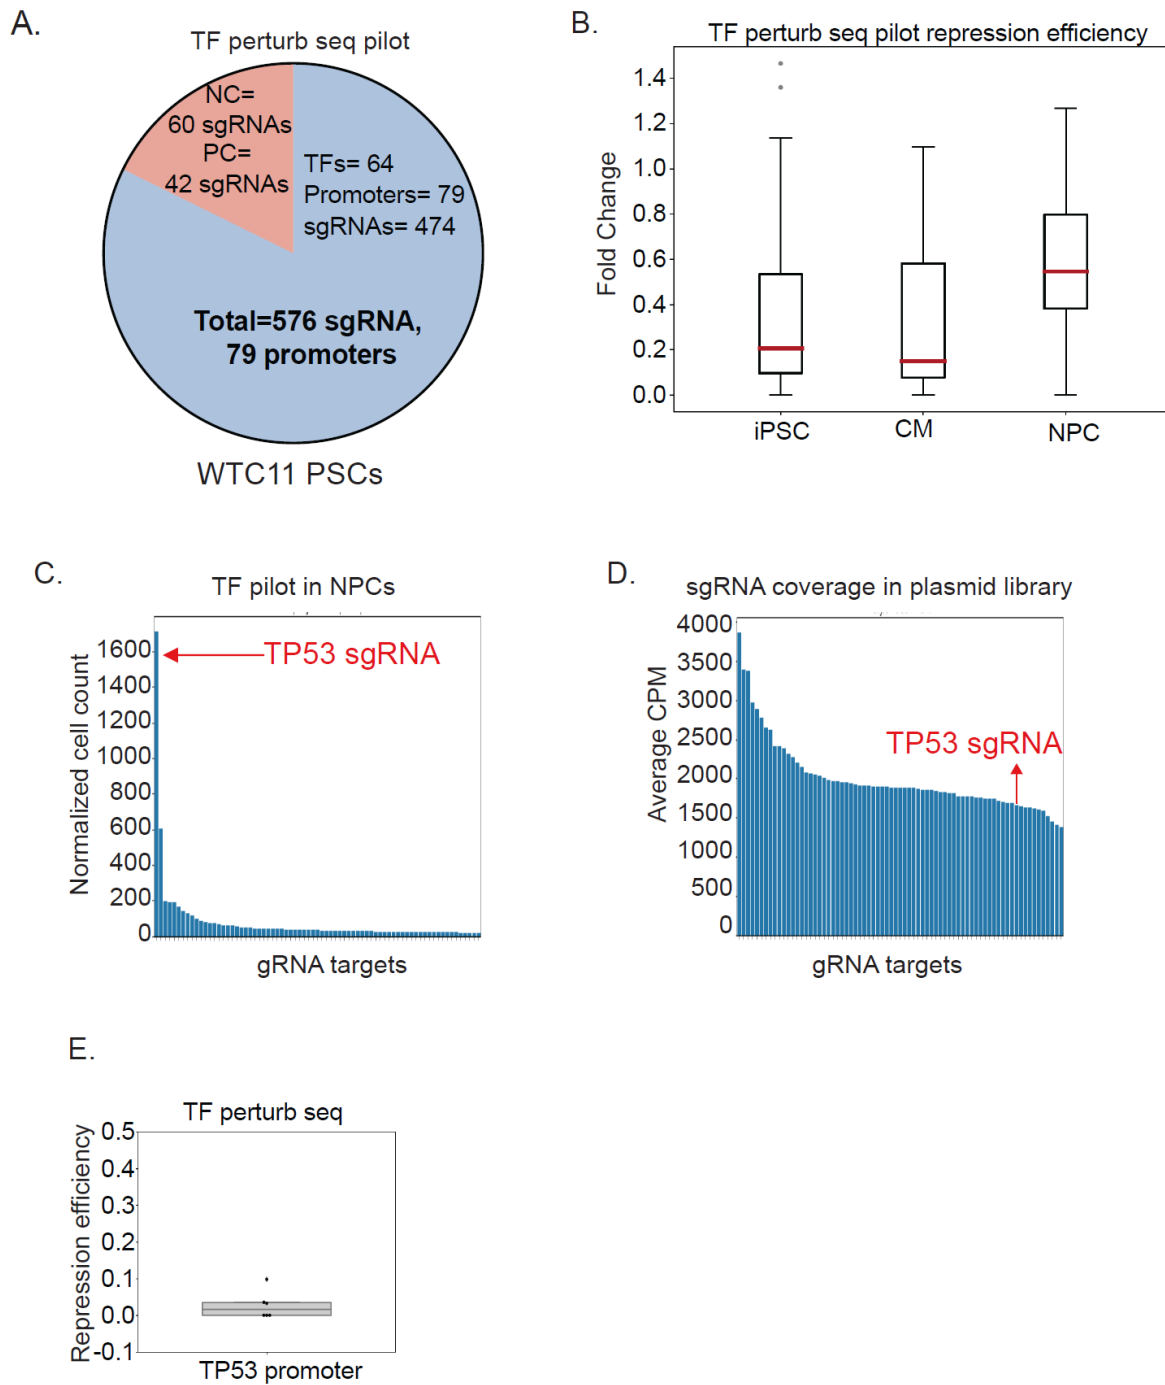 A.
TF perturb seq pilot
NC=
60 sgRNAs
PC=
42 sgRNAs
TFs= 64
Promoters= 79
sgRNAs= 474
Total=576 sgRNA,
79 promoters
WTC11 PSCs
B.
TF perturb seq pilot repression efficiency
Fold Change
1.4
1.2
1.0
0.8
0.6
0.4
0.2
0.0
iPSC
CM
NPC
C.
TF pilot in NPCs
Normalized cell count
1600
1400
1200
1000
800
600
400
200
0
TP53 sgRNA
gRNA targets
D.
sgRNA coverage in plasmid library
Average CPM
4000
3500
3000
2500
2000
1500
1000
500
0
TP53 sgRNA
gRNA targets
E.
TF perturb seq
Repression efficiency
0.5
0.4
0.3
0.2
0.1
0.0
-0.1
TP53 promoter